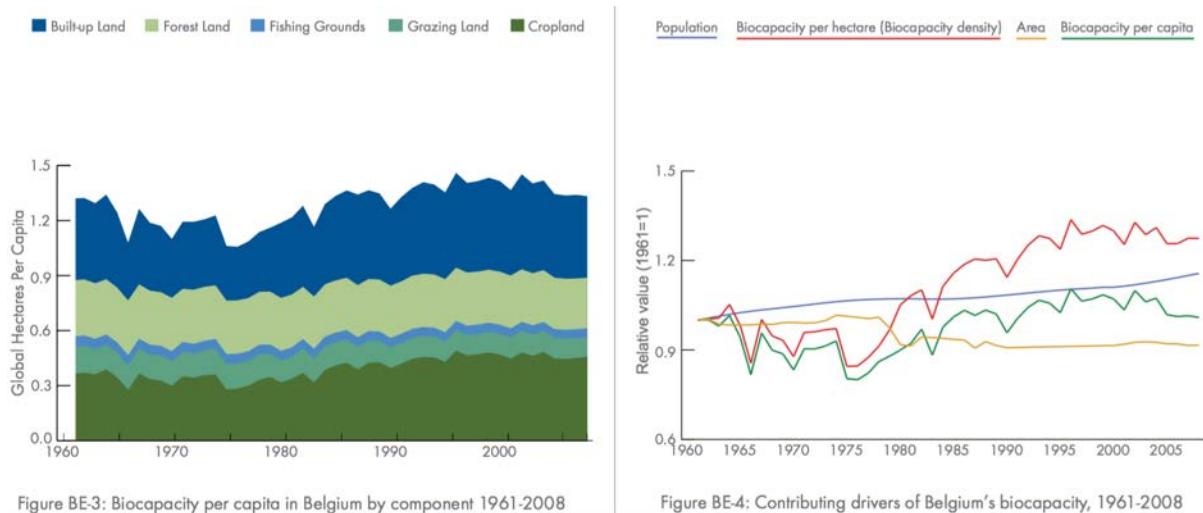 Built-up Land Forest Land Fishing Grounds Grazing Land Cropland
Global Hectares Per Capita
1.5
1.2
0.9
0.6
0.3
0.0
1960 1970 1980 1990 2000
Figure BE-3: Biocapacity per capita in Belgium by component 1961-2008
Population Biocapacity per hectare (Biocapacity density) Area Biocapacity per capita
Relative value (1961=1)
1.5
1.2
0.9
0.6
1960 1965 1970 1975 1980 1985 1990 1995 2000 2005
Figure BE-4: Contributing drivers of Belgium's biocapacity, 1961-2008